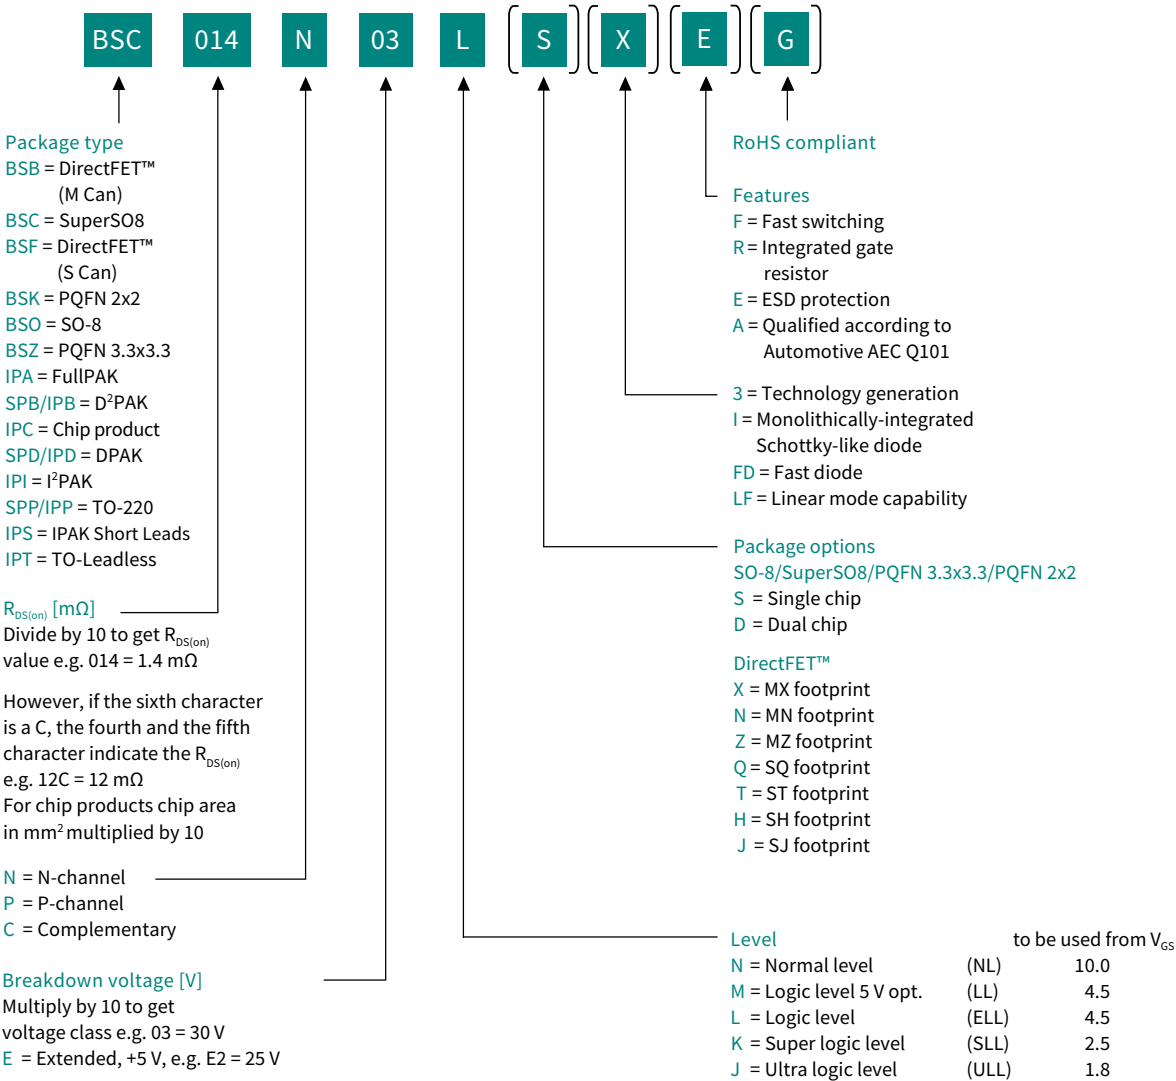 BSC 014 N 03 L (S) (X) (E) (G)
Package type
BSB = DirectFET™
(M Can)
BSC = SuperSO8
BSF = DirectFET™
(S Can)
BSK = PQFN 2x2
BSO = SO-8
BSZ = PQFN 3.3x3.3
IPA = FullPAK
SPB/IPB = D²PAK
IPC = Chip product
SPD/IPD = DPAK
IPI = I²PAK
SPP/IPP = TO-220
IPS = IPAK Short Leads
IPT = TO-Leadless
RDS(on) [mΩ]
Divide by 10 to get RDS(on)
value e.g. 014 = 1.4 mΩ
However, if the sixth character
is a C, the fourth and the fifth
character indicate the RDS(on)
e.g. 12C = 12 mΩ
For chip products chip area
in mm² multiplied by 10
N = N-channel
P = P-channel
C = Complementary
Breakdown voltage [V]
Multiply by 10 to get
voltage class e.g. 03 = 30 V
E = Extended, +5 V, e.g. E2 = 25 V
RoHS compliant
Features
F = Fast switching
R = Integrated gate
resistor
E = ESD protection
A = Qualified according to
Automotive AEC Q101
3 = Technology generation
I = Monolithically-integrated
Schottky-like diode
FD = Fast diode
LF = Linear mode capability
Package options
SO-8/SuperSO8/PQFN 3.3x3.3/PQFN 2x2
S = Single chip
D = Dual chip
DirectFET™
X = MX footprint
N = MN footprint
Z = MZ footprint
Q = SQ footprint
T = ST footprint
H = SH footprint
J = SJ footprint
Level to be used from VGS
N = Normal level (NL) 10.0
M = Logic level 5 V opt. (LL) 4.5
L = Logic level (ELL) 4.5
K = Super logic level (SLL) 2.5
J = Ultra logic level (ULL) 1.8